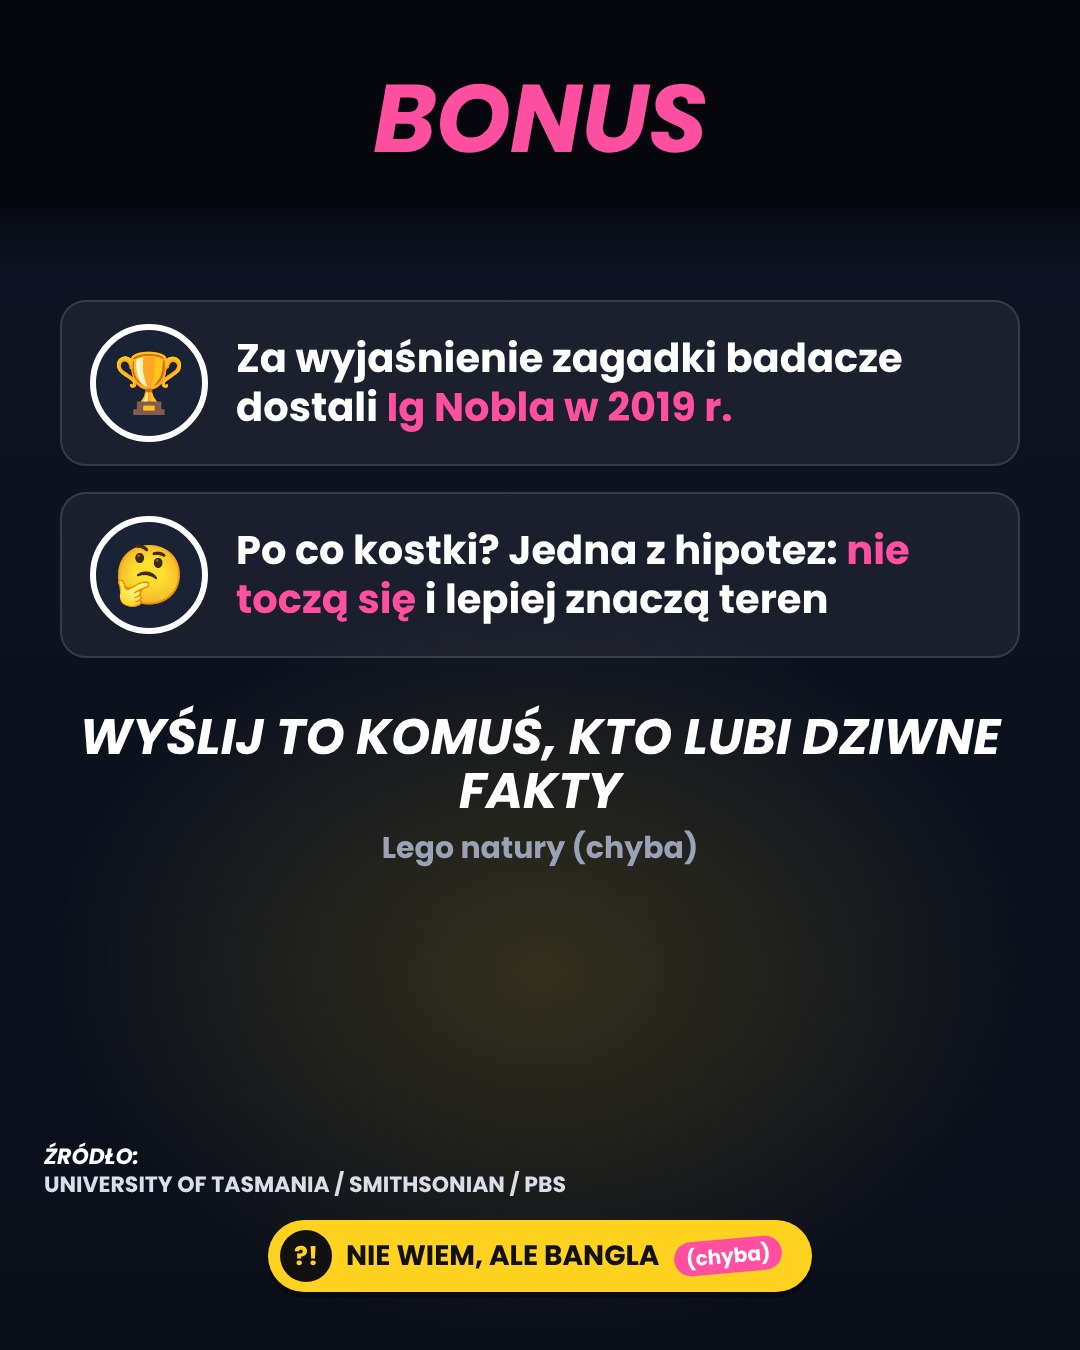 BONUS
Za wyjaśnienie zagadki badacze
dostali Ig Nobla w 2019 r.
Po co kostki? Jedna z hipotez: nie
toczą się i lepiej znaczą teren
WYŚLIJ TO KOMUŚ, KTO LUBI DZIWNE
FAKTY
Lego natury (chyba)
ŹRÓDŁO:
UNIVERSITY OF TASMANIA / SMITHSONIAN / PBS
?! NIE WIEM, ALE BANGLA (chyba)